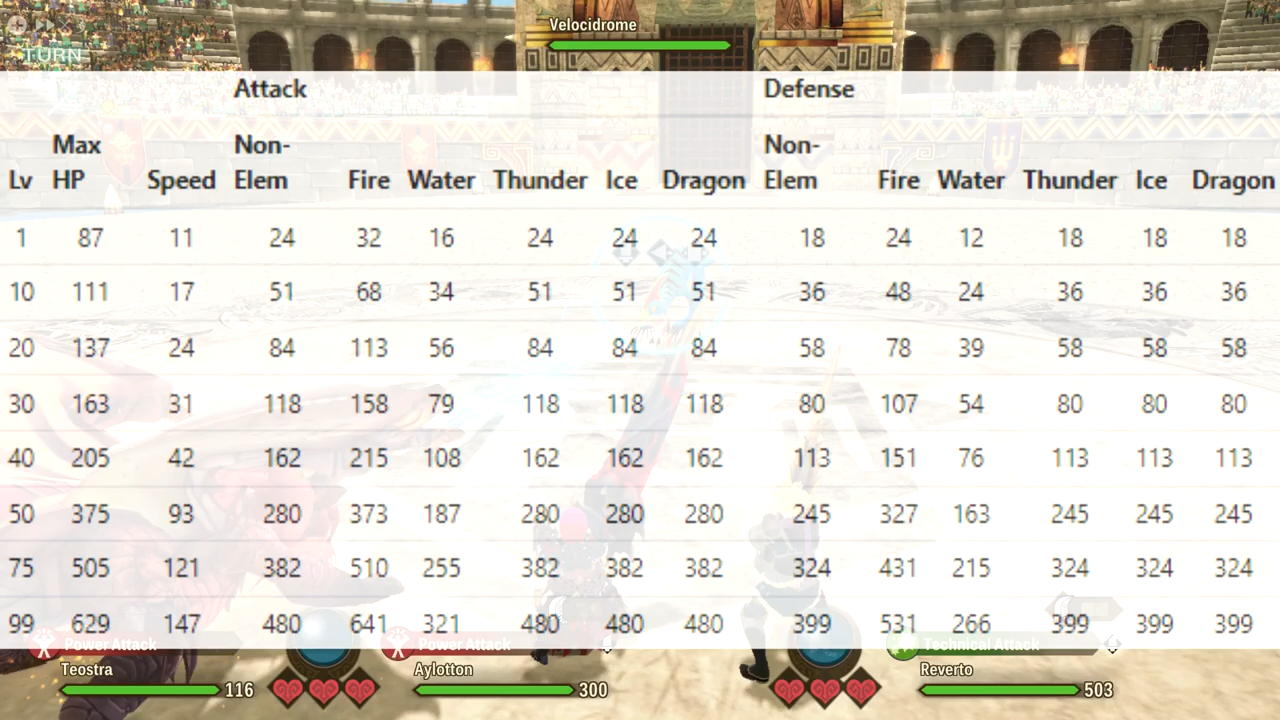 Velocidrome
TURN
Attack Defense
Max Non- Non-
Lv HP Speed Elem Fire Water Thunder Ice Dragon Elem Fire Water Thunder Ice Dragon
1 87 11 24 32 16 24 24 24 18 24 12 18 18 18
10 111 17 51 68 34 51 51 51 36 48 24 36 36 36
20 137 24 84 113 56 84 84 84 58 78 39 58 58 58
30 163 31 118 158 79 118 118 118 80 107 54 80 80 80
40 205 42 162 215 108 162 162 162 113 151 76 113 113 113
50 375 93 280 373 187 280 280 280 245 327 163 245 245 245
75 505 121 382 510 255 382 382 382 324 431 215 324 324 324
99 629 147 480 641 321 480 480 480 399 531 266 399 399 399
Power Attack Power Attack Technical Attack
Teostra Aylotton Reverto
116 300 503